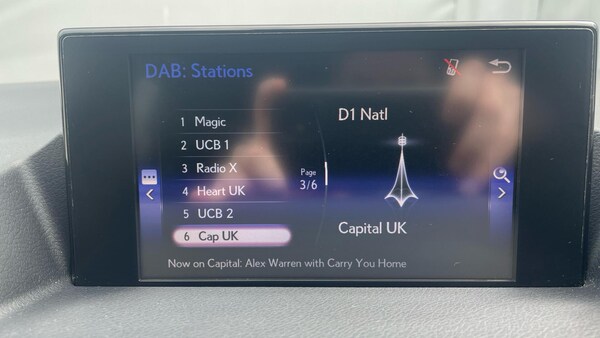 DAB: Stations
1 Magic
2 UCB 1
3 Radio X
4 Heart UK
5 UCB 2
6 Cap UK
Page
3/6
D1 Natl
Capital UK
Now on Capital: Alex Warren with Carry You Home